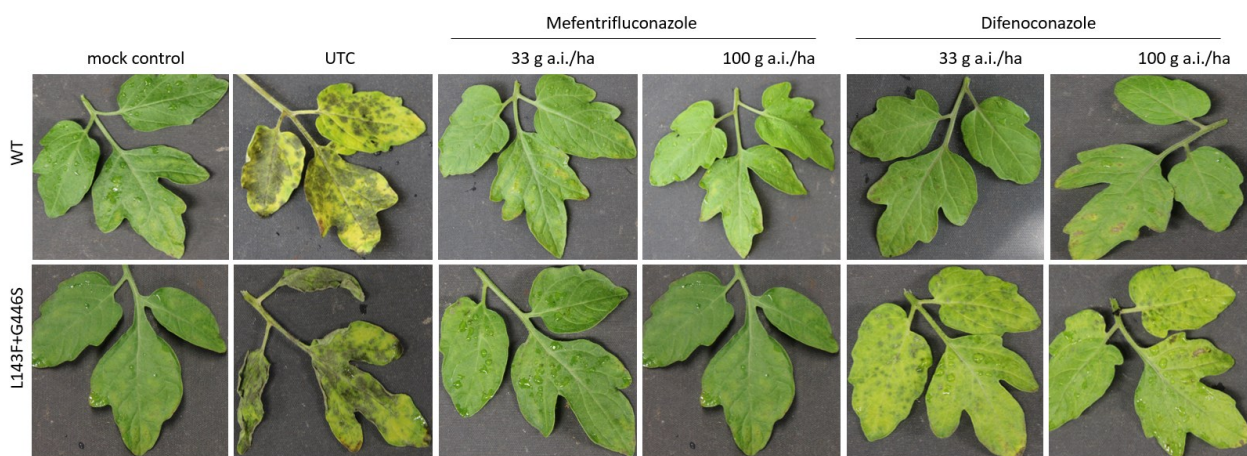 Mefentrifluconazole
Difenoconazole
mock control
UTC
33 g a.i./ha
100 g a.i./ha
33 g a.i./ha
100 g a.i./ha
WT
L143F+G446S